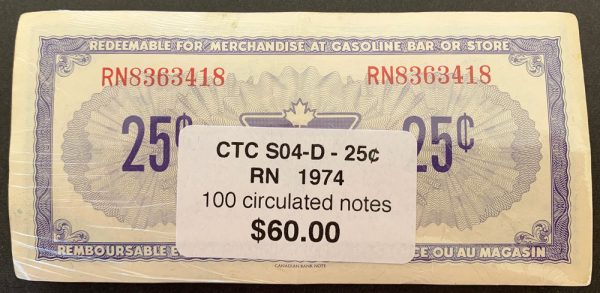 REDEEMABLE FOR MERCHANDISE AT GASOLINE BAR OR STORE
RN8363418 RN8363418
25¢ 25¢
CTC S04-D - 25¢
RN 1974
100 circulated notes
$60.00
REMBOURSABLE OU AU MAGASIN
CANADIAN BANK NOTE